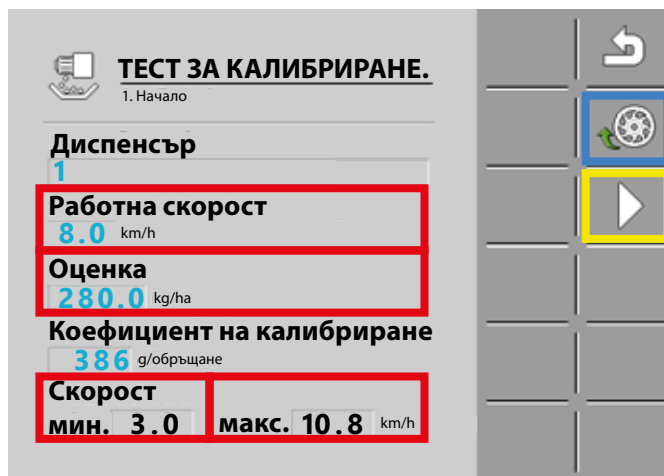 ТЕСТ ЗА КАЛИБРИРАНЕ.
1. Начало
Диспенсър
1
Работна скорост
8.0 km/h
Оценка
280.0 kg/ha
Коефициент на калибриране
386 g/обръщане
Скорост
мин. 3.0 макс. 10.8 km/h